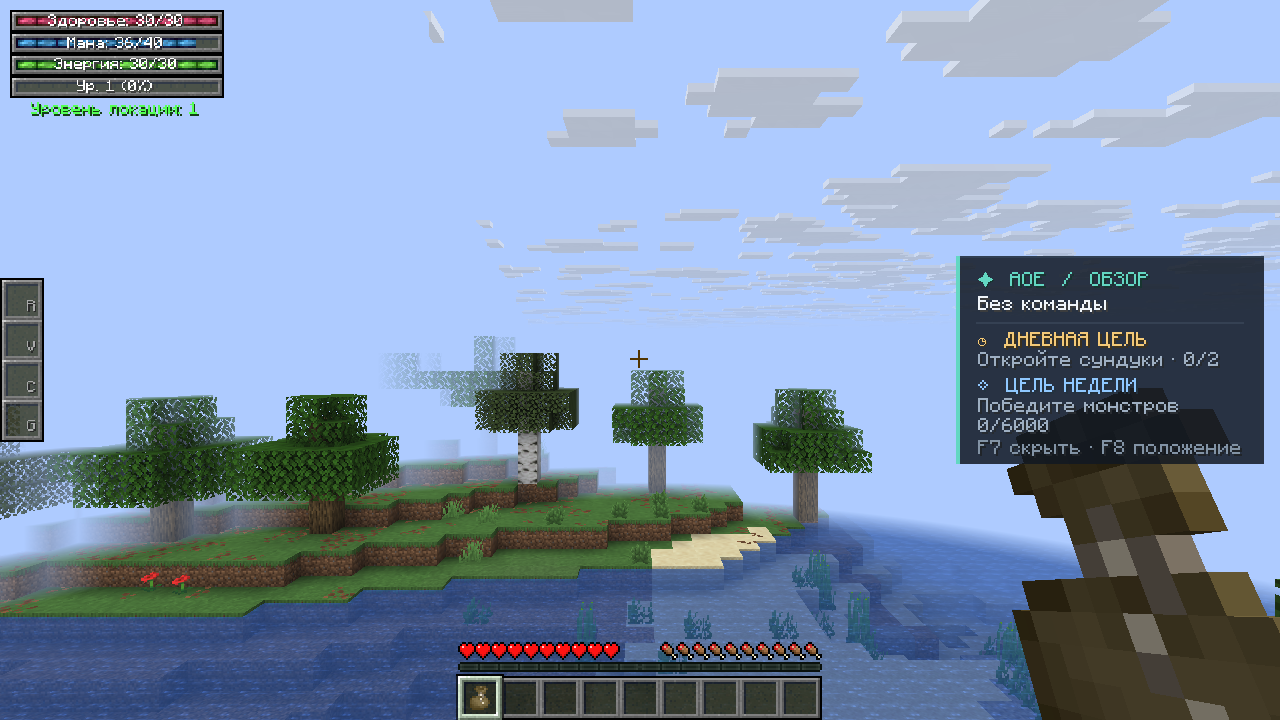 Здоровье: 30/30
Мана: 36/40
Энергия: 30/30
Ур. 1 (0%)
Уровень локации: 1
R
V
C
G
AOE / ОБЗОР
Без команды
ДНЕВНАЯ ЦЕЛЬ
Откройте сундуки · 0/2
ЦЕЛЬ НЕДЕЛИ
Победите монстров
0/6000
F7 скрыть · F8 положение